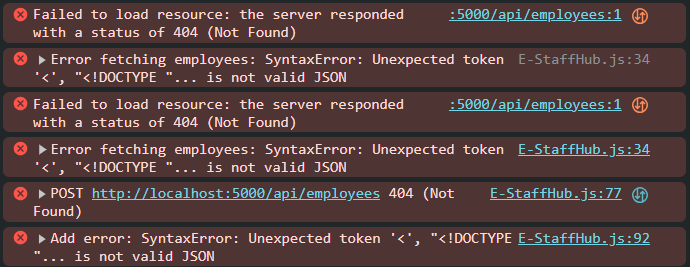 Failed to load resource: the server responded :5000/api/employees:1
with a status of 404 (Not Found)
Error fetching employees: SyntaxError: Unexpected token E-StaffHub.js:34
'<', "<!DOCTYPE "... is not valid JSON
Failed to load resource: the server responded :5000/api/employees:1
with a status of 404 (Not Found)
Error fetching employees: SyntaxError: Unexpected token E-StaffHub.js:34
'<', "<!DOCTYPE "... is not valid JSON
POST http://localhost:5000/api/employees 404 (Not E-StaffHub.js:77
Found)
Add error: SyntaxError: Unexpected token '<', "<!DOCTYPE E-StaffHub.js:92
"... is not valid JSON